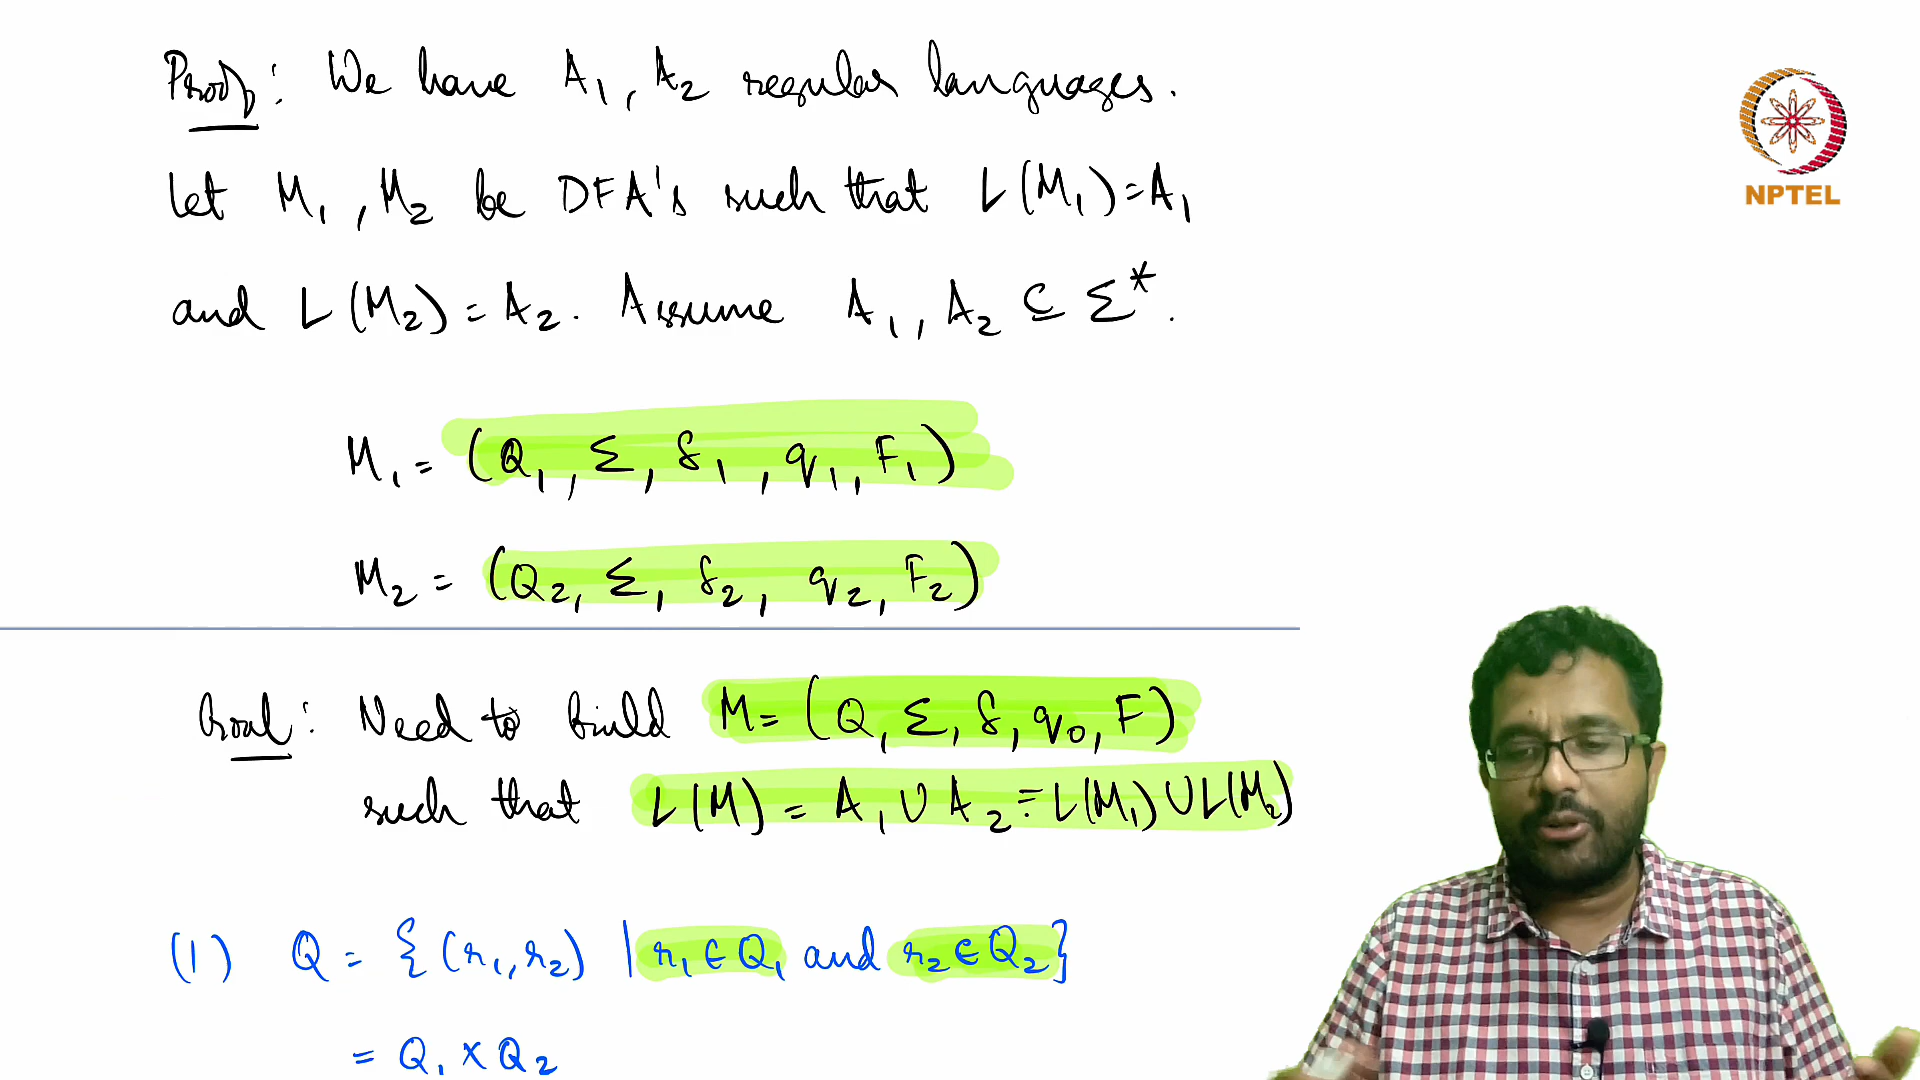 Proof: We have A₁, A₂ regular languages.
NPTEL
Let M₁, M₂ be DFA's such that L(M₁)=A₁
and L(M₂)=A₂. Assume A₁, A₂ ⊆ Σ*.
M₁ = (Q₁, Σ, δ₁, q₁, F₁)
M₂ = (Q₂, Σ, δ₂, q₂, F₂)
Goal: Need to build M= (Q, Σ, δ, q₀, F)
such that L(M) = A₁ ∪ A₂ = L(M₁) ∪ L(M₂)
(1) Q = {(r₁, r₂) | r₁ ∈ Q₁ and r₂ ∈ Q₂}
= Q₁ × Q₂